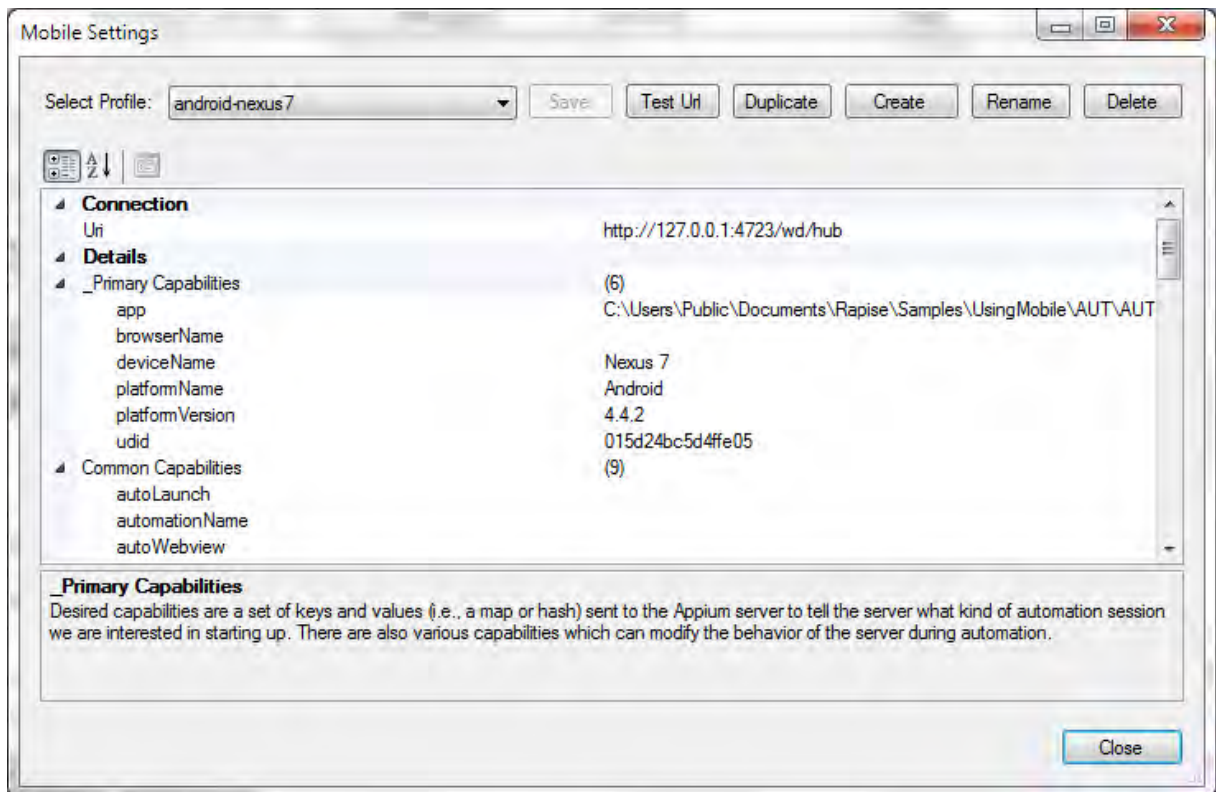 Mobile Settings
Select Profile: android-nexus7 Save Test Url Duplicate Create Rename Delete
Connection
Uri http://127.0.0.1:4723/wd/hub
Details
_Primary Capabilities (6)
app C:\Users\Public\Documents\Rapise\Samples\UsingMobile\AUT\AUT
browserName
deviceName Nexus 7
platformName Android
platformVersion 4.4.2
udid 015d24bc5d4ffe05
Common Capabilities (9)
autoLaunch
automationName
autoWebview
_Primary Capabilities
Desired capabilities are a set of keys and values (i.e., a map or hash) sent to the Appium server to tell the server what kind of automation session
we are interested in starting up. There are also various capabilities which can modify the behavior of the server during automation.
Close